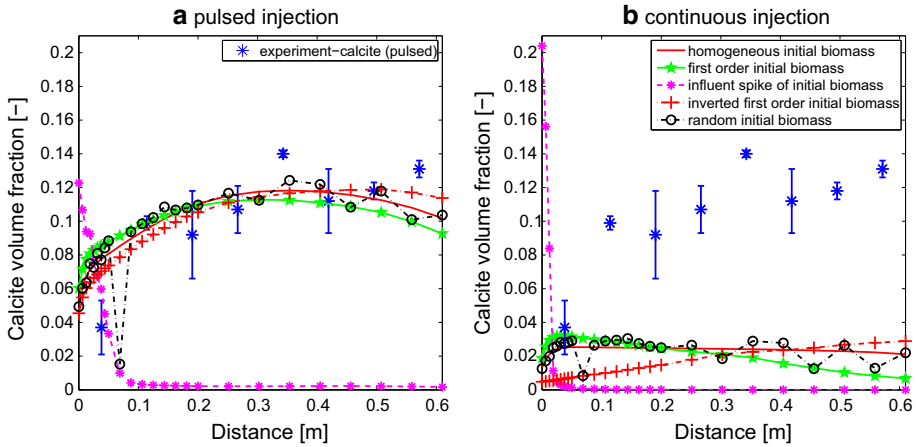 a pulsed injection
experiment-calcite (pulsed)
Calcite volume fraction [-]
0.2
0.18
0.16
0.14
0.12
0.1
0.08
0.06
0.04
0.02
0
0 0.1 0.2 0.3 0.4 0.5 0.6
Distance [m]
b continuous injection
homogeneous initial biomass
first order initial biomass
influent spike of initial biomass
inverted first order initial biomass
random initial biomass
Calcite volume fraction [-]
0.2
0.18
0.16
0.14
0.12
0.1
0.08
0.06
0.04
0.02
0
0 0.1 0.2 0.3 0.4 0.5 0.6
Distance [m]